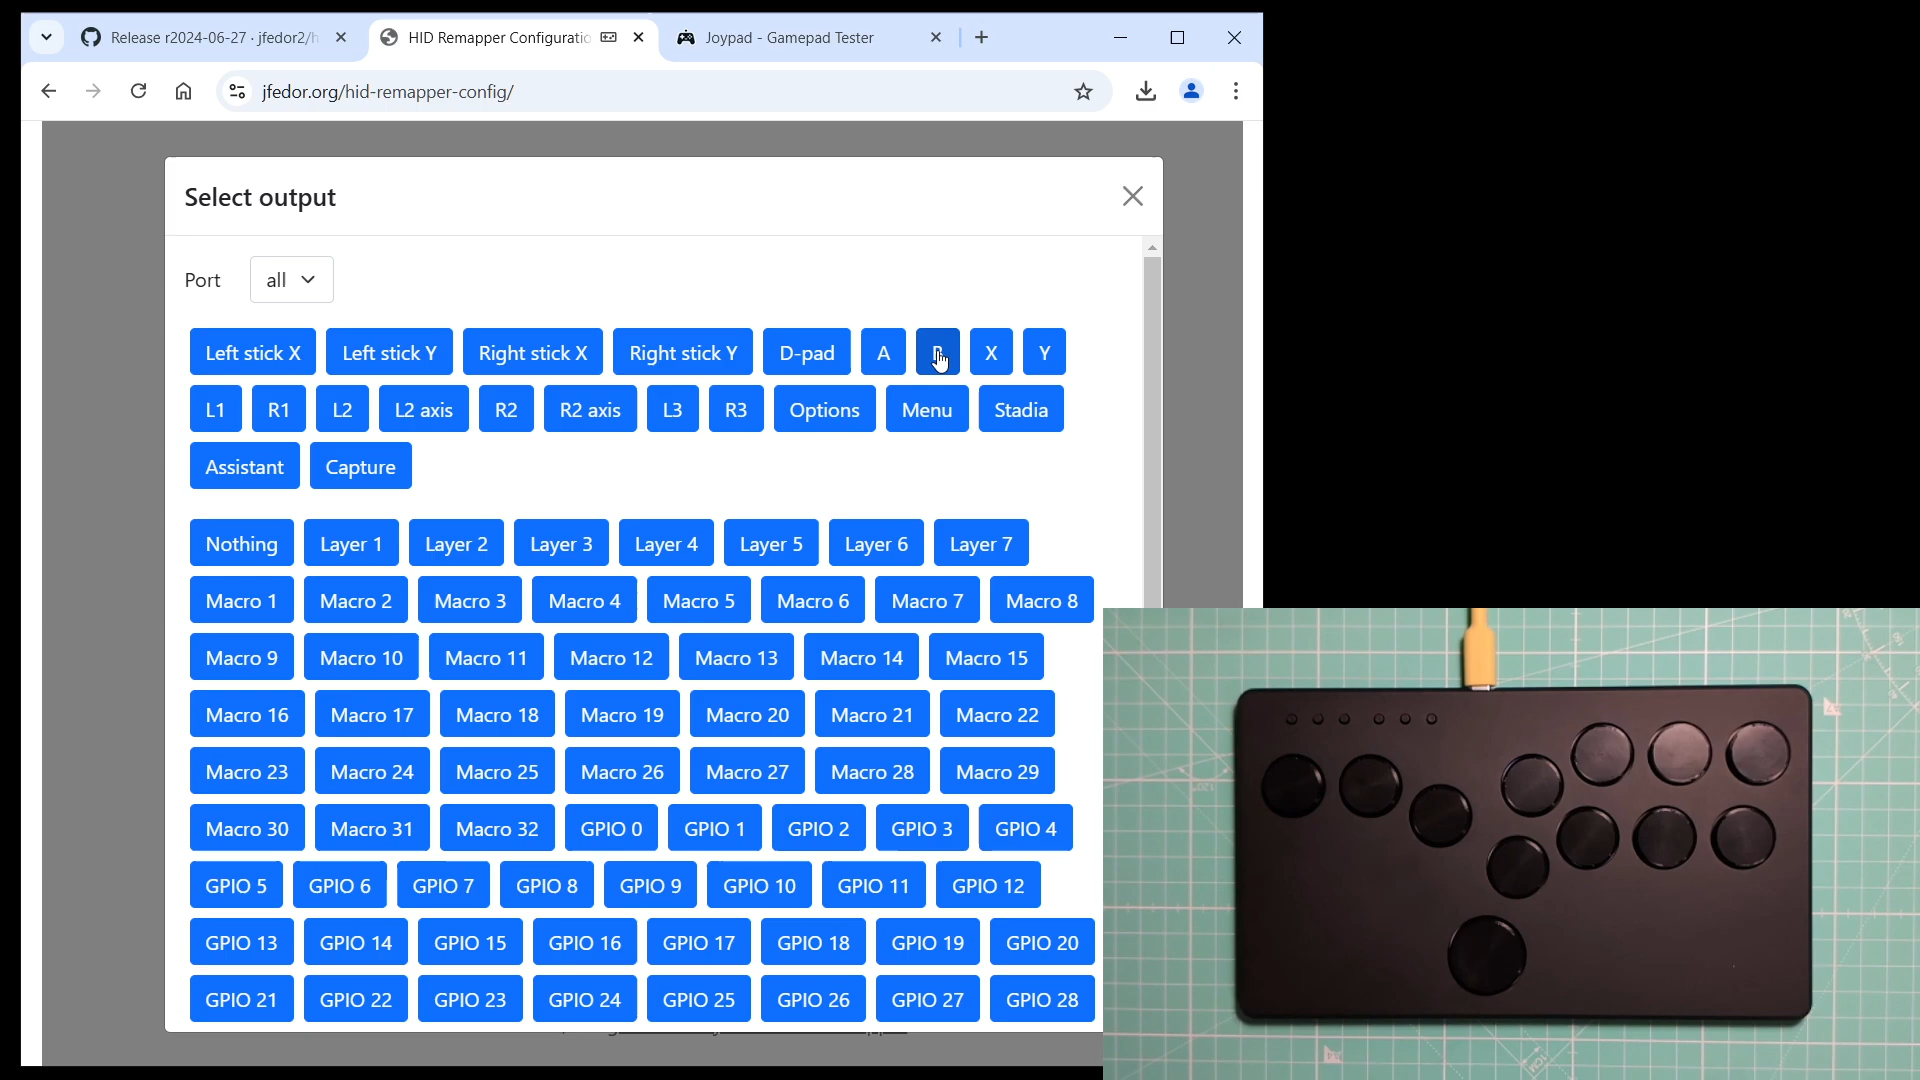 Release r2024-06-27 · jfedor2/h
HID Remapper Configuratio
Joypad - Gamepad Tester
jfedor.org/hid-remapper-config/
Select output
Port all
Left stick X Left stick Y Right stick X Right stick Y D-pad A B X Y
L1 R1 L2 L2 axis R2 R2 axis L3 R3 Options Menu Stadia
Assistant Capture
Nothing Layer 1 Layer 2 Layer 3 Layer 4 Layer 5 Layer 6 Layer 7
Macro 1 Macro 2 Macro 3 Macro 4 Macro 5 Macro 6 Macro 7 Macro 8
Macro 9 Macro 10 Macro 11 Macro 12 Macro 13 Macro 14 Macro 15
Macro 16 Macro 17 Macro 18 Macro 19 Macro 20 Macro 21 Macro 22
Macro 23 Macro 24 Macro 25 Macro 26 Macro 27 Macro 28 Macro 29
Macro 30 Macro 31 Macro 32 GPIO 0 GPIO 1 GPIO 2 GPIO 3 GPIO 4
GPIO 5 GPIO 6 GPIO 7 GPIO 8 GPIO 9 GPIO 10 GPIO 11 GPIO 12
GPIO 13 GPIO 14 GPIO 15 GPIO 16 GPIO 17 GPIO 18 GPIO 19 GPIO 20
GPIO 21 GPIO 22 GPIO 23 GPIO 24 GPIO 25 GPIO 26 GPIO 27 GPIO 28